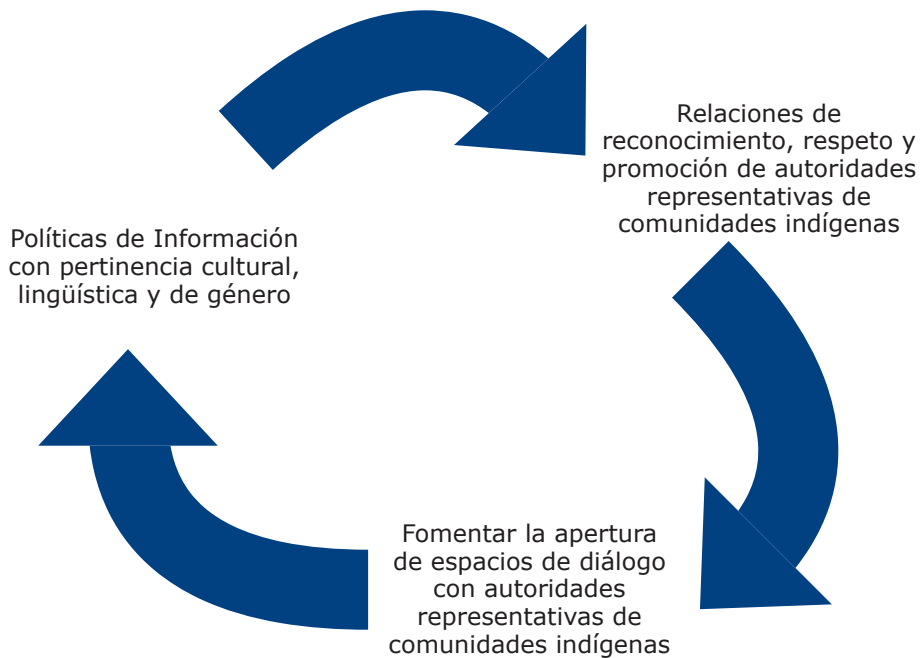 Relaciones de
reconocimiento, respeto y
promoción de autoridades
representativas de
comunidades indígenas
Políticas de Información
con pertinencia cultural,
lingüística y de género
Fomentar la apertura
de espacios de diálogo
con autoridades
representativas de
comunidades indígenas